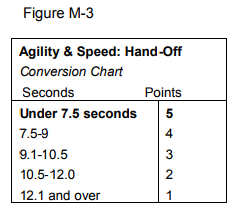 Figure M-3
Agility & Speed: Hand-Off
Conversion Chart
Seconds Points
Under 7.5 seconds 5
7.5-9 4
9.1-10.5 3
10.5-12.0 2
12.1 and over 1